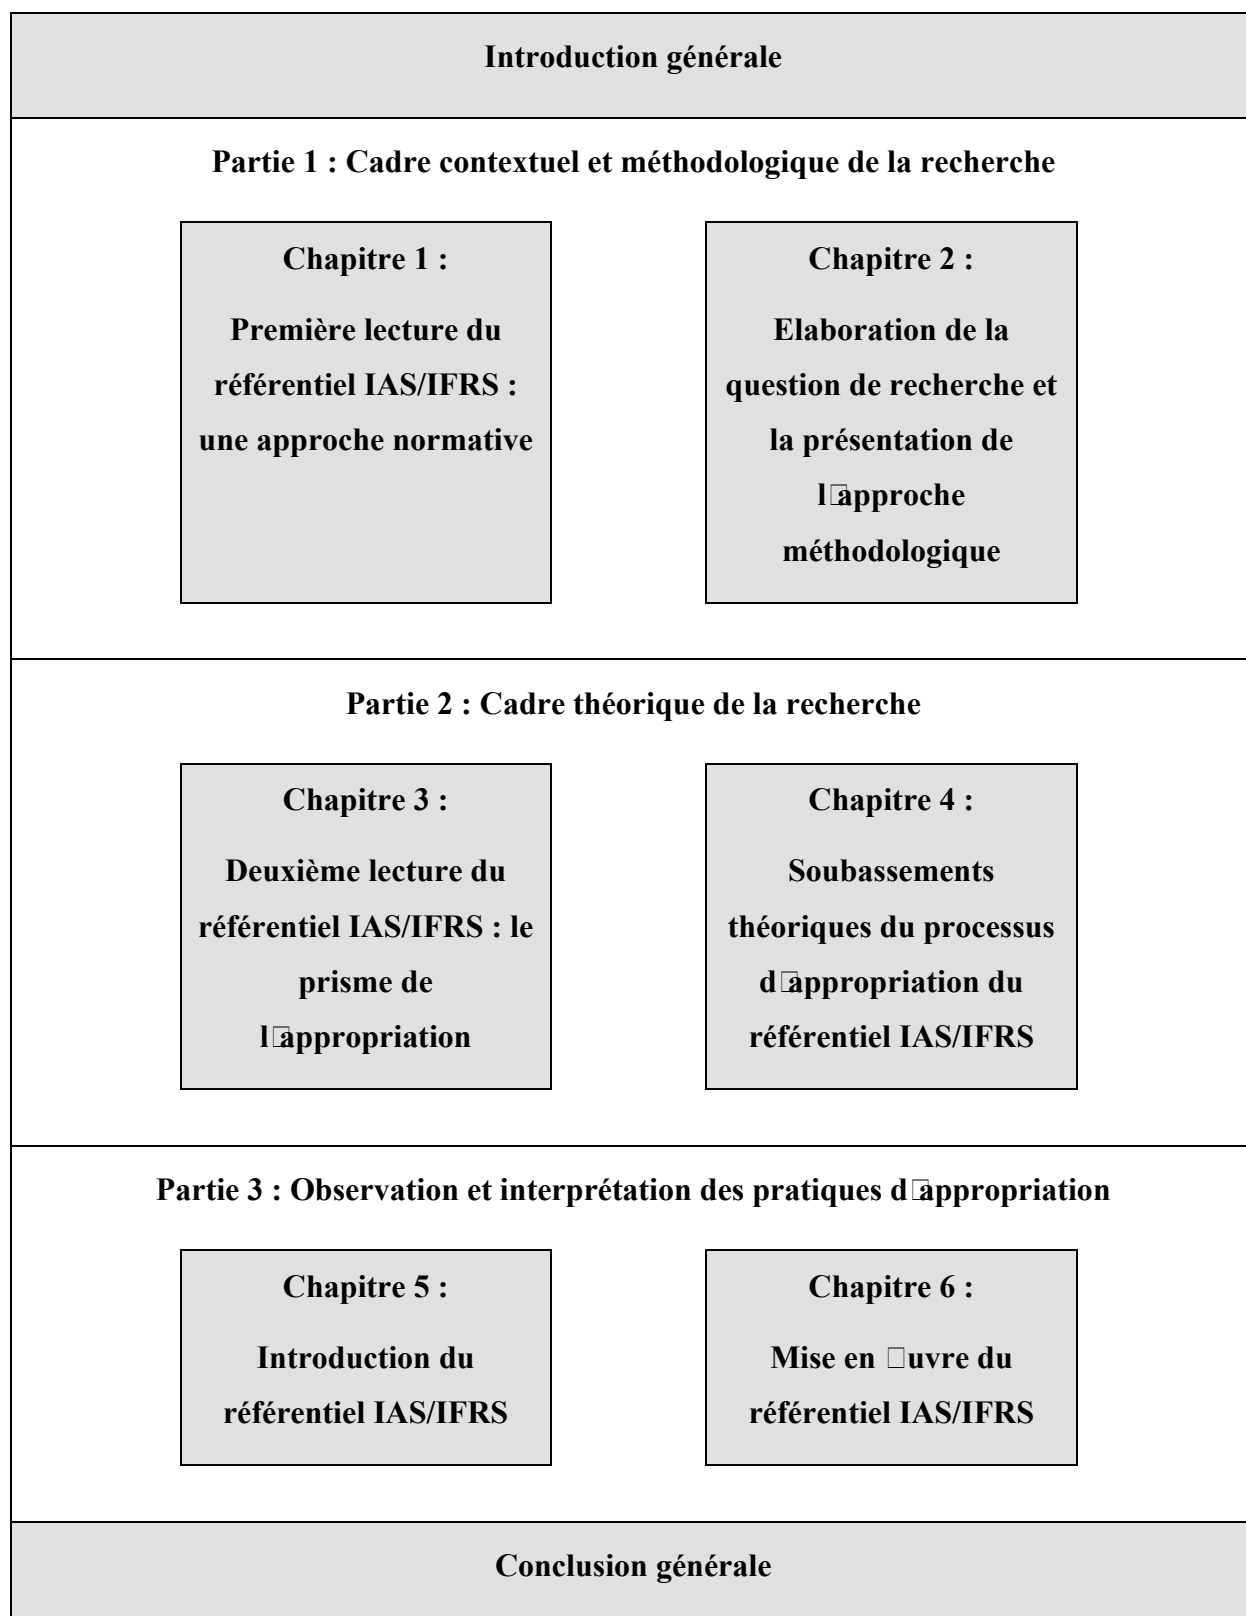 Introduction générale
Partie 1 : Cadre contextuel et méthodologique de la recherche
Chapitre 1 :
Première lecture du
référentiel IAS/IFRS :
une approche normative
Chapitre 2 :
Elaboration de la
question de recherche et
la présentation de
l□approche
méthodologique
Partie 2 : Cadre théorique de la recherche
Chapitre 3 :
Deuxième lecture du
référentiel IAS/IFRS : le
prisme de
l□appropriation
Chapitre 4 :
Soubassements
théoriques du processus
d□appropriation du
référentiel IAS/IFRS
Partie 3 : Observation et interprétation des pratiques d□appropriation
Chapitre 5 :
Introduction du
référentiel IAS/IFRS
Chapitre 6 :
Mise en □uvre du
référentiel IAS/IFRS
Conclusion générale